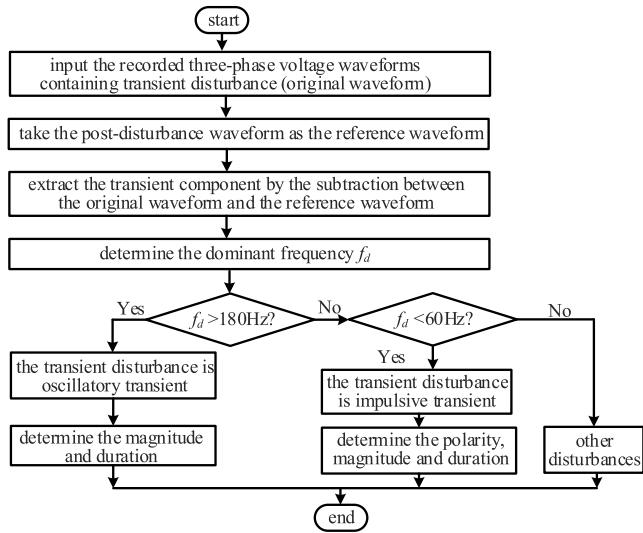 start
input the recorded three-phase voltage waveforms
containing transient disturbance (original waveform)
take the post-disturbance waveform as the reference waveform
extract the transient component by the subtraction between
the original waveform and the reference waveform
determine the dominant frequency fd
Yes
fd >180Hz?
No
fd <60Hz?
No
Yes
the transient disturbance is
oscillatory transient
the transient disturbance
is impulsive transient
determine the magnitude
and duration
determine the polarity,
magnitude and duration
other
disturbances
end